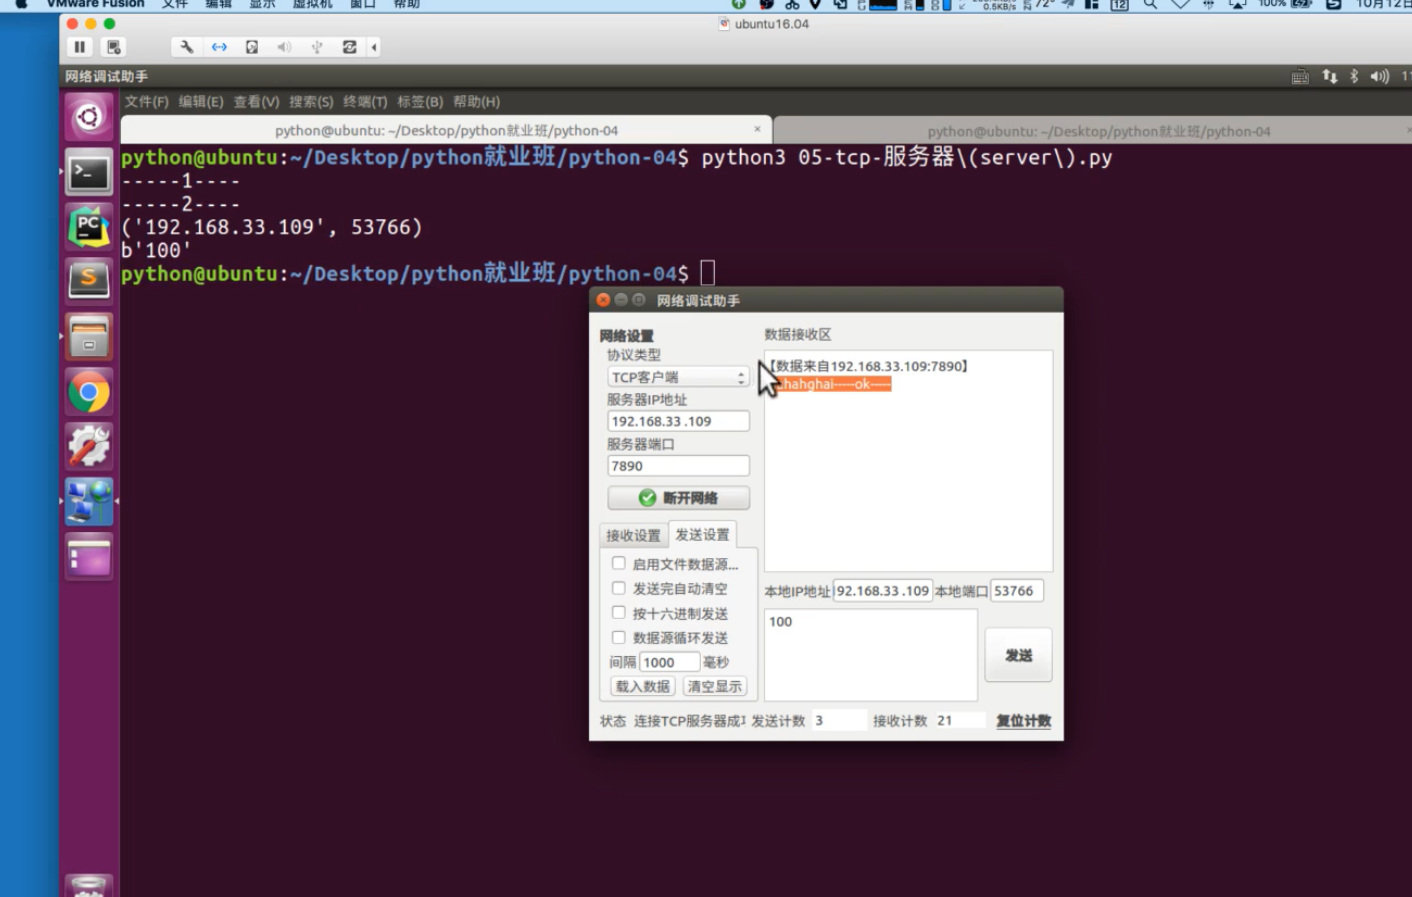 VMware Fusion 文件 编辑 显示 虚拟机 窗口 帮助
0.5KB/s 72° 12 100% 10月12日
ubuntu16.04
网络调试助手
文件(F) 编辑(E) 查看(V) 搜索(S) 终端(T) 标签(B) 帮助(H)
python@ubuntu: ~/Desktop/python就业班/python-04 ×
python@ubuntu: ~/Desktop/python就业班/python-04
python@ubuntu:~/Desktop/python就业班/python-04$ python3 05-tcp-服务器\(server\).py
-----1----
-----2----
('192.168.33.109', 53766)
b'100'
python@ubuntu:~/Desktop/python就业班/python-04$
网络调试助手
网络设置
协议类型
TCP客户端
服务器IP地址
192.168.33 .109
服务器端口
7890
断开网络
接收设置 发送设置
启用文件数据源...
发送完自动清空
按十六进制发送
数据源循环发送
间隔 1000 毫秒
载入数据 清空显示
数据接收区
【数据来自192.168.33.109:7890】
hahghai-----ok-----
本地IP地址 92.168.33 .109 本地端口 53766
100
发送
状态 连接TCP服务器成 发送计数 3 接收计数 21 复位计数
PC
S